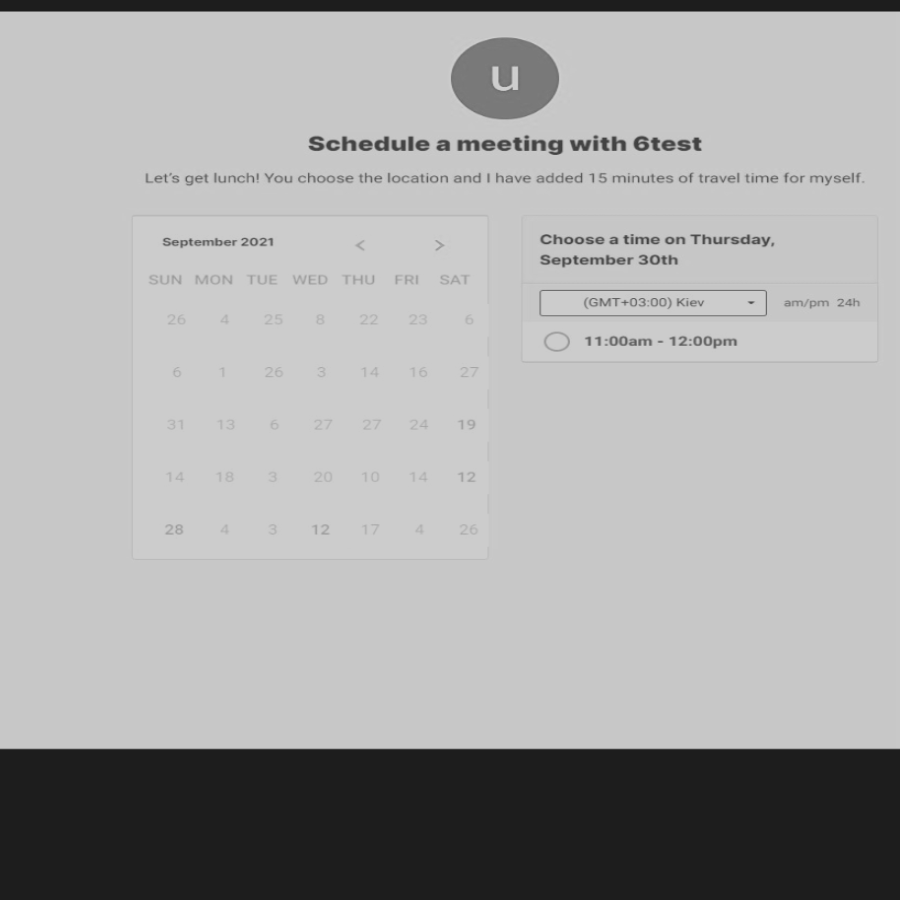 u
Schedule a meeting with 6test
Let's get lunch! You choose the location and I have added 15 minutes of travel time for myself.
September 2021 < >
SUN MON TUE WED THU FRI SAT
26 4 25 8 22 23 6
6 1 26 3 14 16 27
31 13 6 27 27 24 19
14 18 3 20 10 14 12
28 4 3 12 17 4 26
Choose a time on Thursday,
September 30th
(GMT+03:00) Kiev am/pm 24h
11:00am - 12:00pm